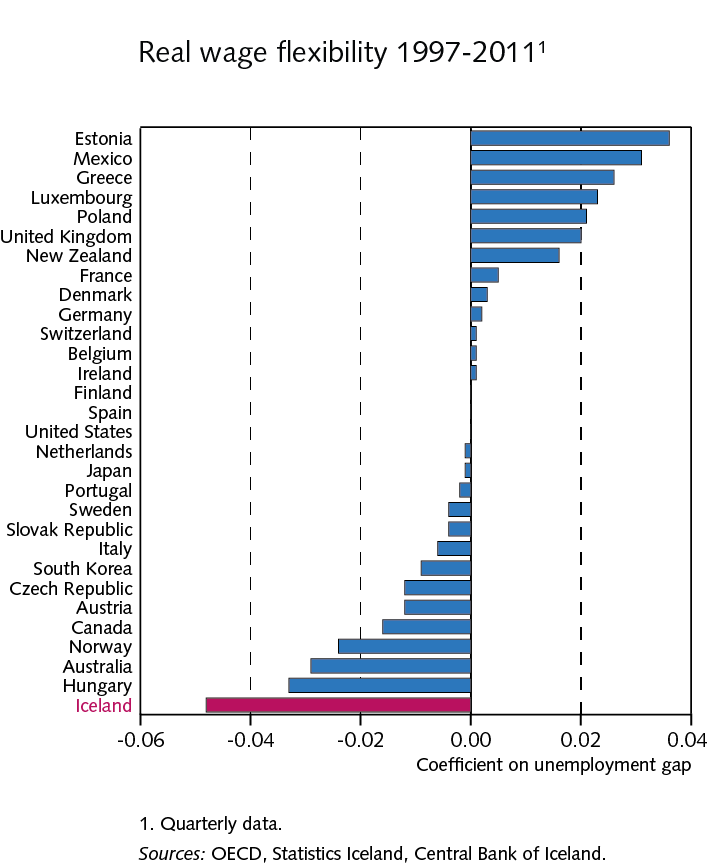 Real wage flexibility 1997-2011¹
Estonia
Mexico
Greece
Luxembourg
Poland
United Kingdom
New Zealand
France
Denmark
Germany
Switzerland
Belgium
Ireland
Finland
Spain
United States
Netherlands
Japan
Portugal
Sweden
Slovak Republic
Italy
South Korea
Czech Republic
Austria
Canada
Norway
Australia
Hungary
Iceland
-0.06 -0.04 -0.02 0.00 0.02 0.04
Coefficient on unemployment gap
1. Quarterly data.
Sources: OECD, Statistics Iceland, Central Bank of Iceland.